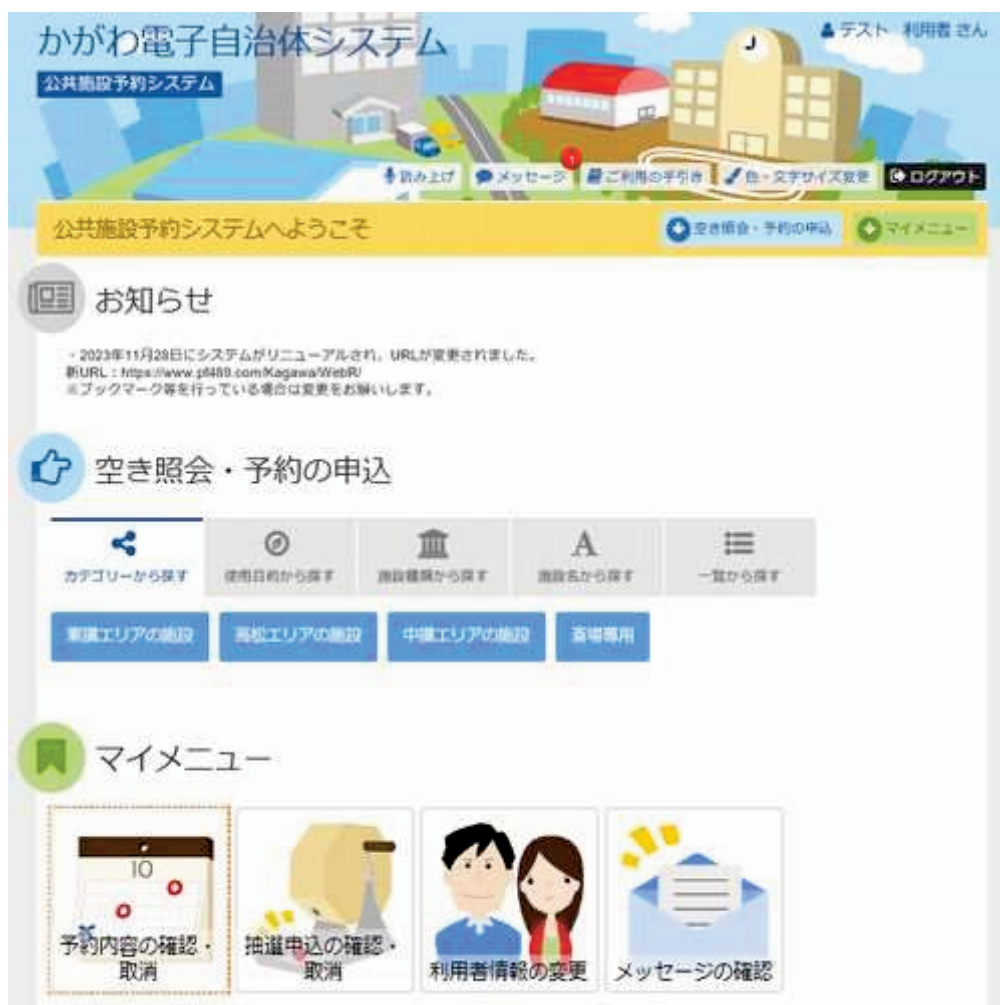 かがわ電子自治体システム
テスト 利用者 さん
公共施設予約システム
J
1
読み上げ メッセージ ご利用の手引き 色・文字サイズ変更 ログアウト
公共施設予約システムへようこそ 空き照会・予約の申込 マイメニュー
お知らせ
・2023年11月28日にシステムがリニューアルされ、URLが変更されました。
新URL：https://www.pf489.com/Kagawa/WebR/
※ブックマーク等を行っている場合は変更をお願いします。
空き照会・予約の申込
カテゴリーから探す 使用目的から探す 施設種類から探す A 施設名から探す 一覧から探す
東讃エリアの施設 高松エリアの施設 中讃エリアの施設 斎場専用
マイメニュー
10
予約内容の確認・
取消
抽選申込の確認・
取消
利用者情報の変更
メッセージの確認